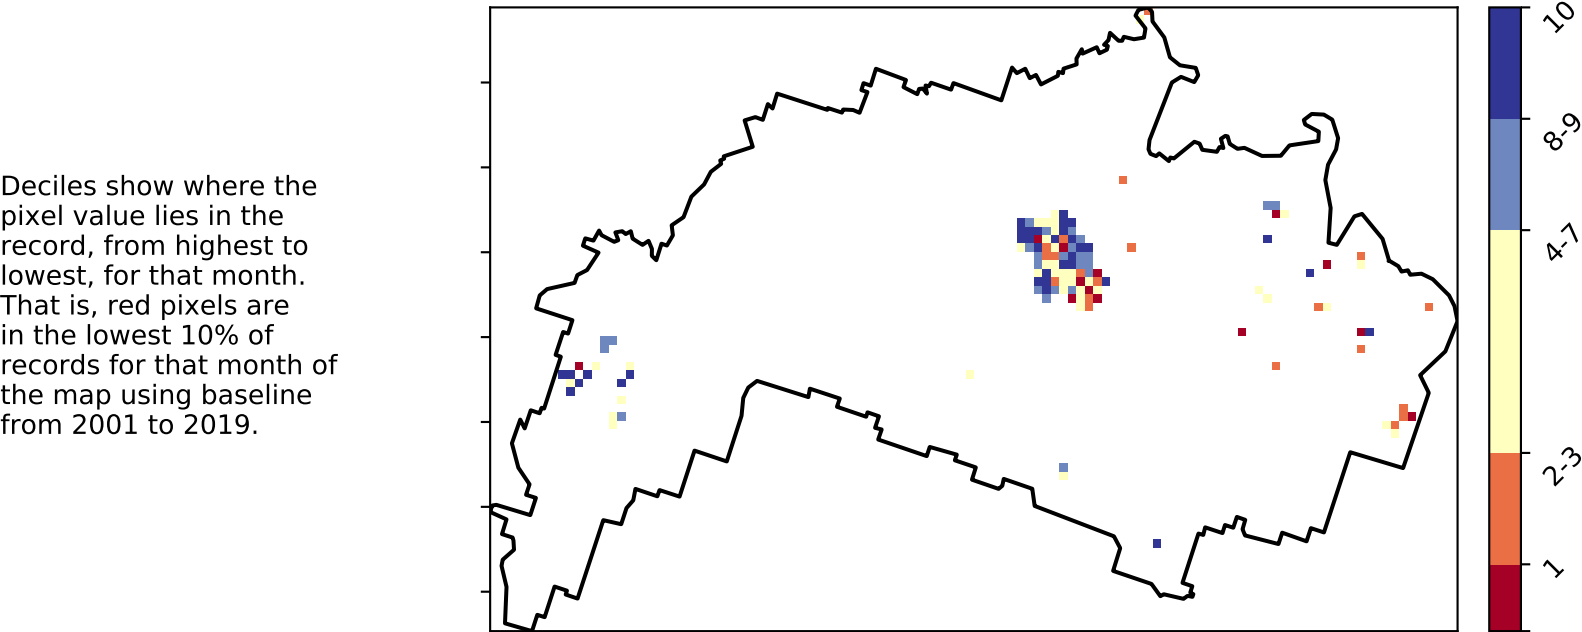 Deciles show where the
pixel value lies in the
record, from highest to
lowest, for that month.
That is, red pixels are
in the lowest 10% of
records for that month of
the map using baseline
from 2001 to 2019.
10
8-9
4-7
2-3
1